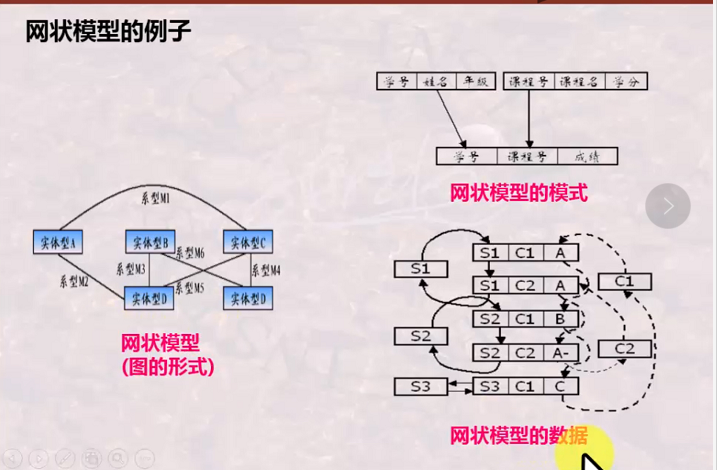 网状模型的例子
学号 姓名 年级
课程号 课程名 学分
学号 课程号 成绩
网状模型的模式
系型M1
实体型A 实体型B 实体型C
系型M6
系型M2 系型M3 系型M4
系型M5
实体型D 实体型D
网状模型
(图的形式)
S1 C1 A
S1
C1
S1 C2 A
S2 C1 B
S2
C2
S2 C2 A-
S3
S3 C1 C
网状模型的数据